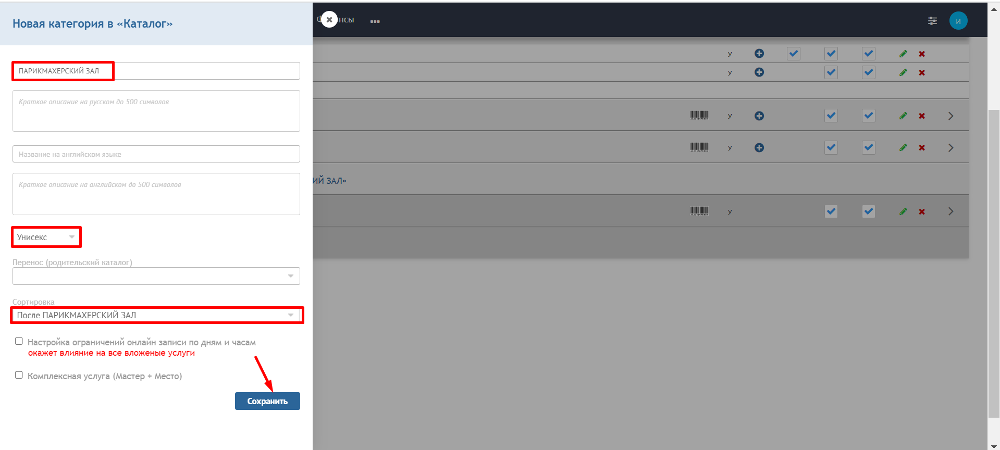 Новая категория в «Каталог»
нсы
И
ПАРИКМАХЕРСКИЙ ЗАЛ
Краткое описание на русском до 500 символов
Название на английском языке
Краткое описание на английском до 500 символов
Унисекс
Перенос (родительский каталог)
Сортировка
После ПАРИКМАХЕРСКИЙ ЗАЛ
Настройка ограничений онлайн записи по дням и часам
окажет влияние на все вложеные услуги
Комплексная услуга (Мастер + Место)
Сохранить
У
У
У
У
ИЙ ЗАЛ»
У